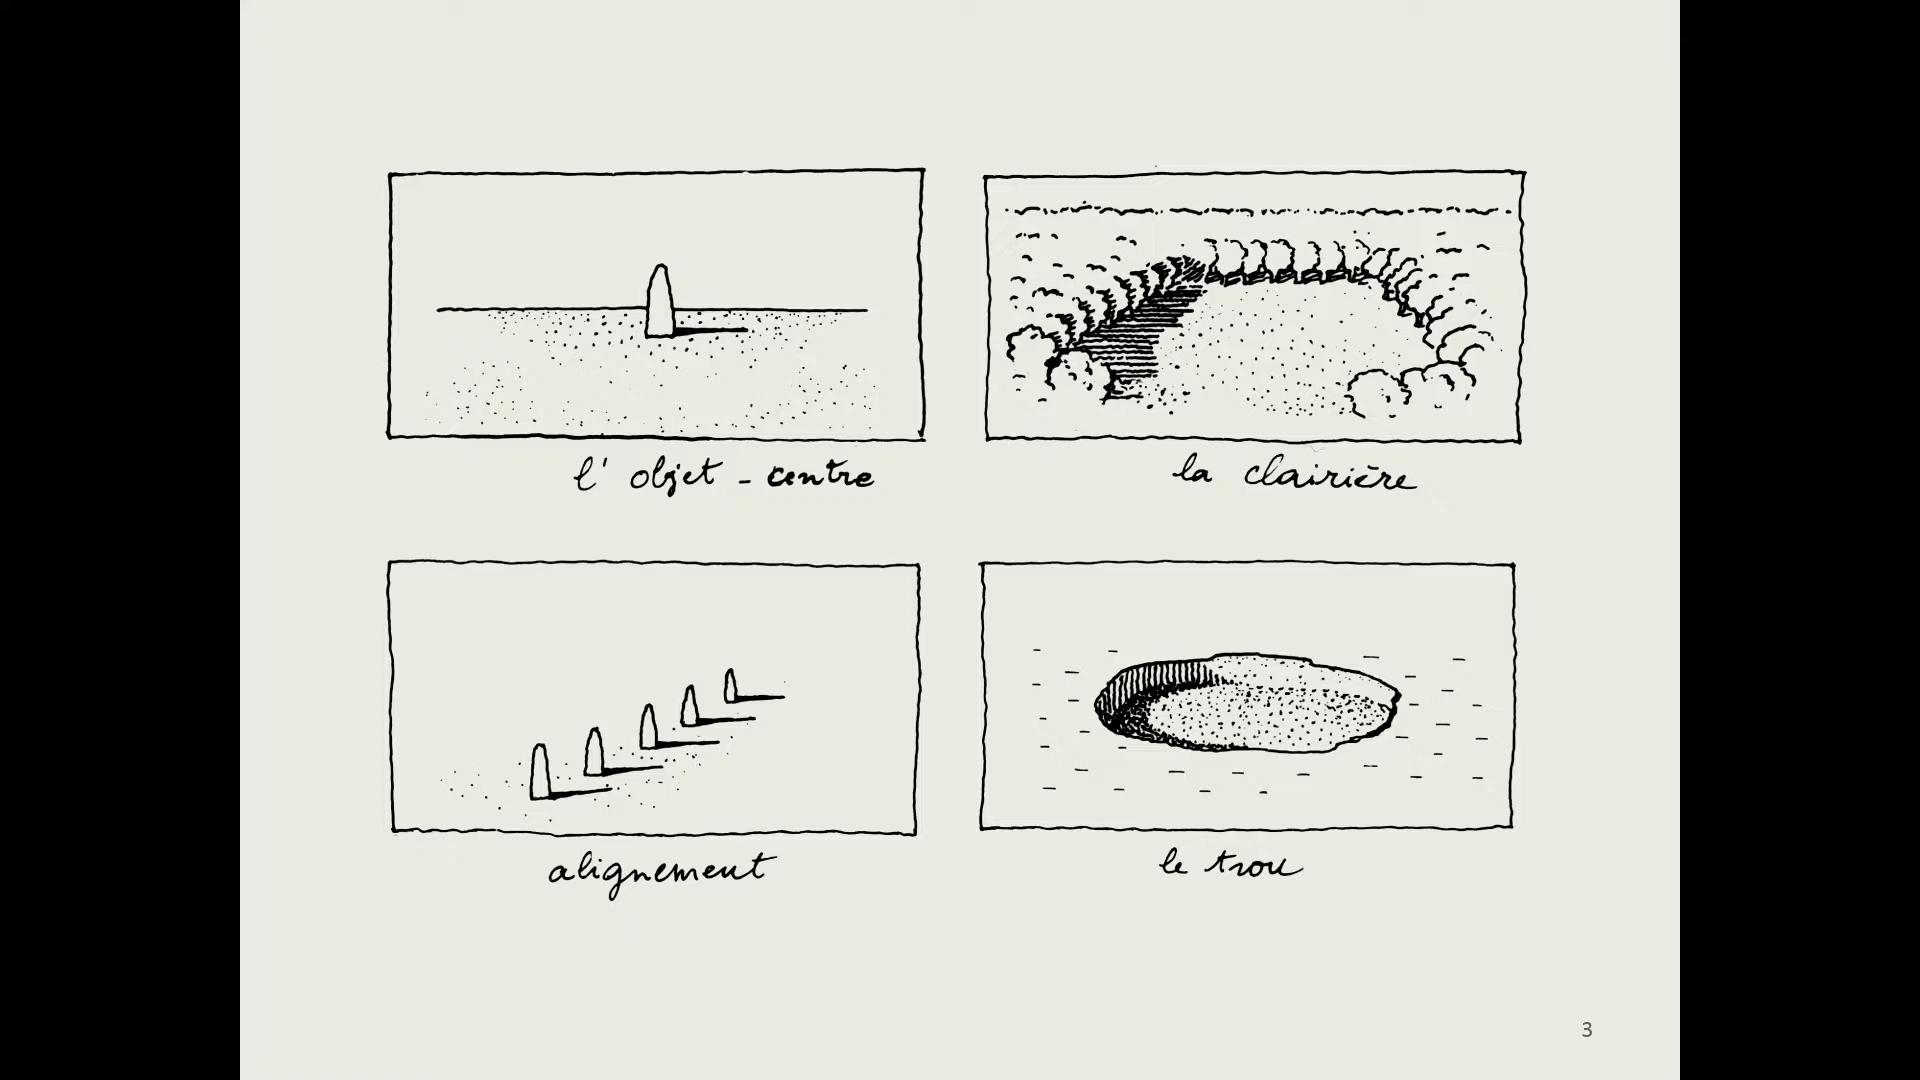 l'objet - centre
la clairière
alignement
le trou
3